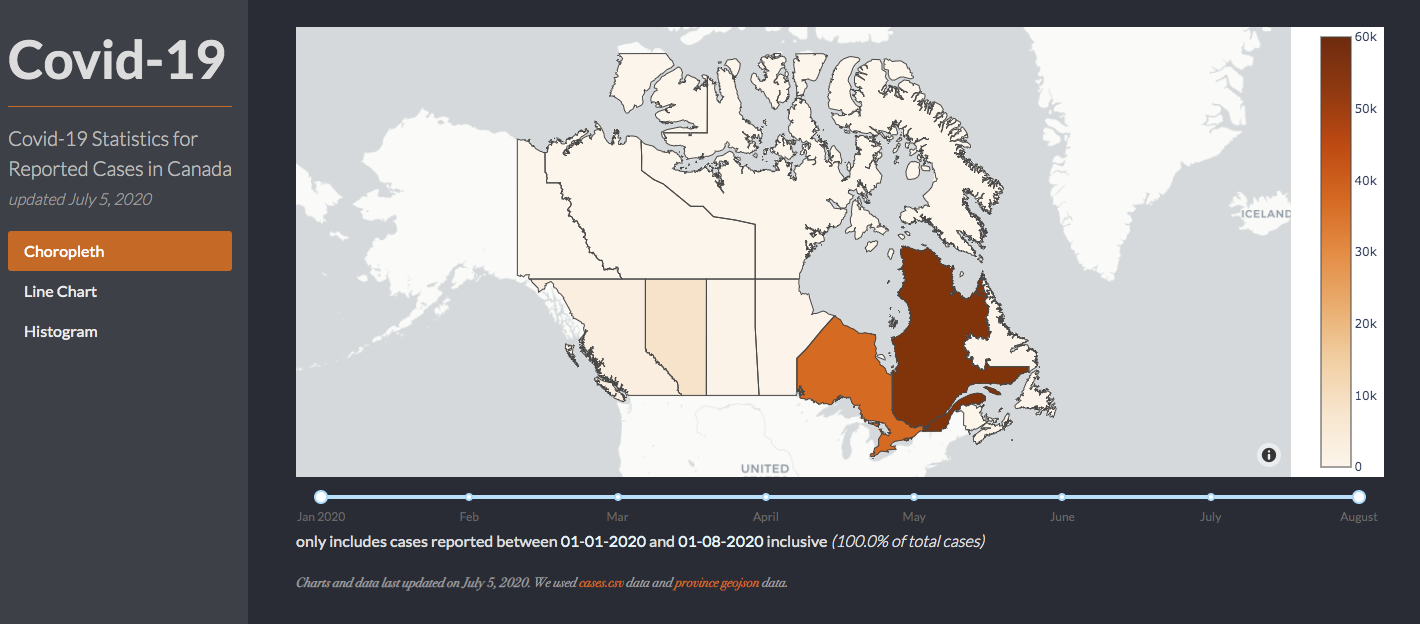 Covid-19
Covid-19 Statistics for
Reported Cases in Canada
updated July 5, 2020
Choropleth
Line Chart
Histogram
ICELAND
UNITED
60k
50k
40k
30k
20k
10k
0
Jan 2020 Feb Mar April May June July August
only includes cases reported between 01-01-2020 and 01-08-2020 inclusive (100.0% of total cases)
Charts and data last updated on July 5, 2020. We used cases.csv data and province geojson data.